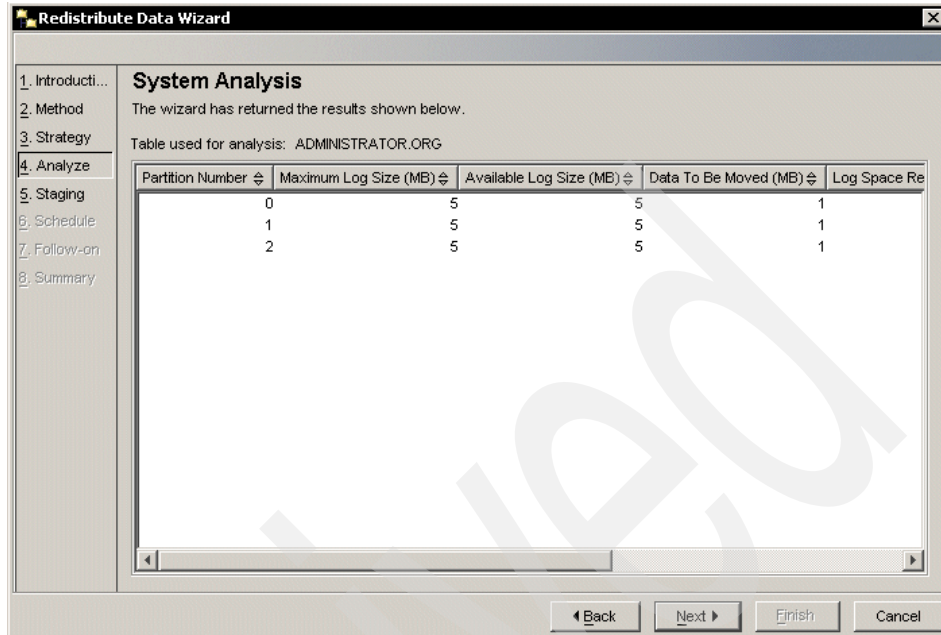 Redistribute Data Wizard
1. Introducti...
2. Method
3. Strategy
4. Analyze
5. Staging
6. Schedule
7. Follow-on
8. Summary
System Analysis
The wizard has returned the results shown below.
Table used for analysis: ADMINISTRATOR.ORG
Partition Number Maximum Log Size (MB) Available Log Size (MB) Data To Be Moved (MB) Log Space Re
0 5 5 1
1 5 5 1
2 5 5 1
Back Next Finish Cancel